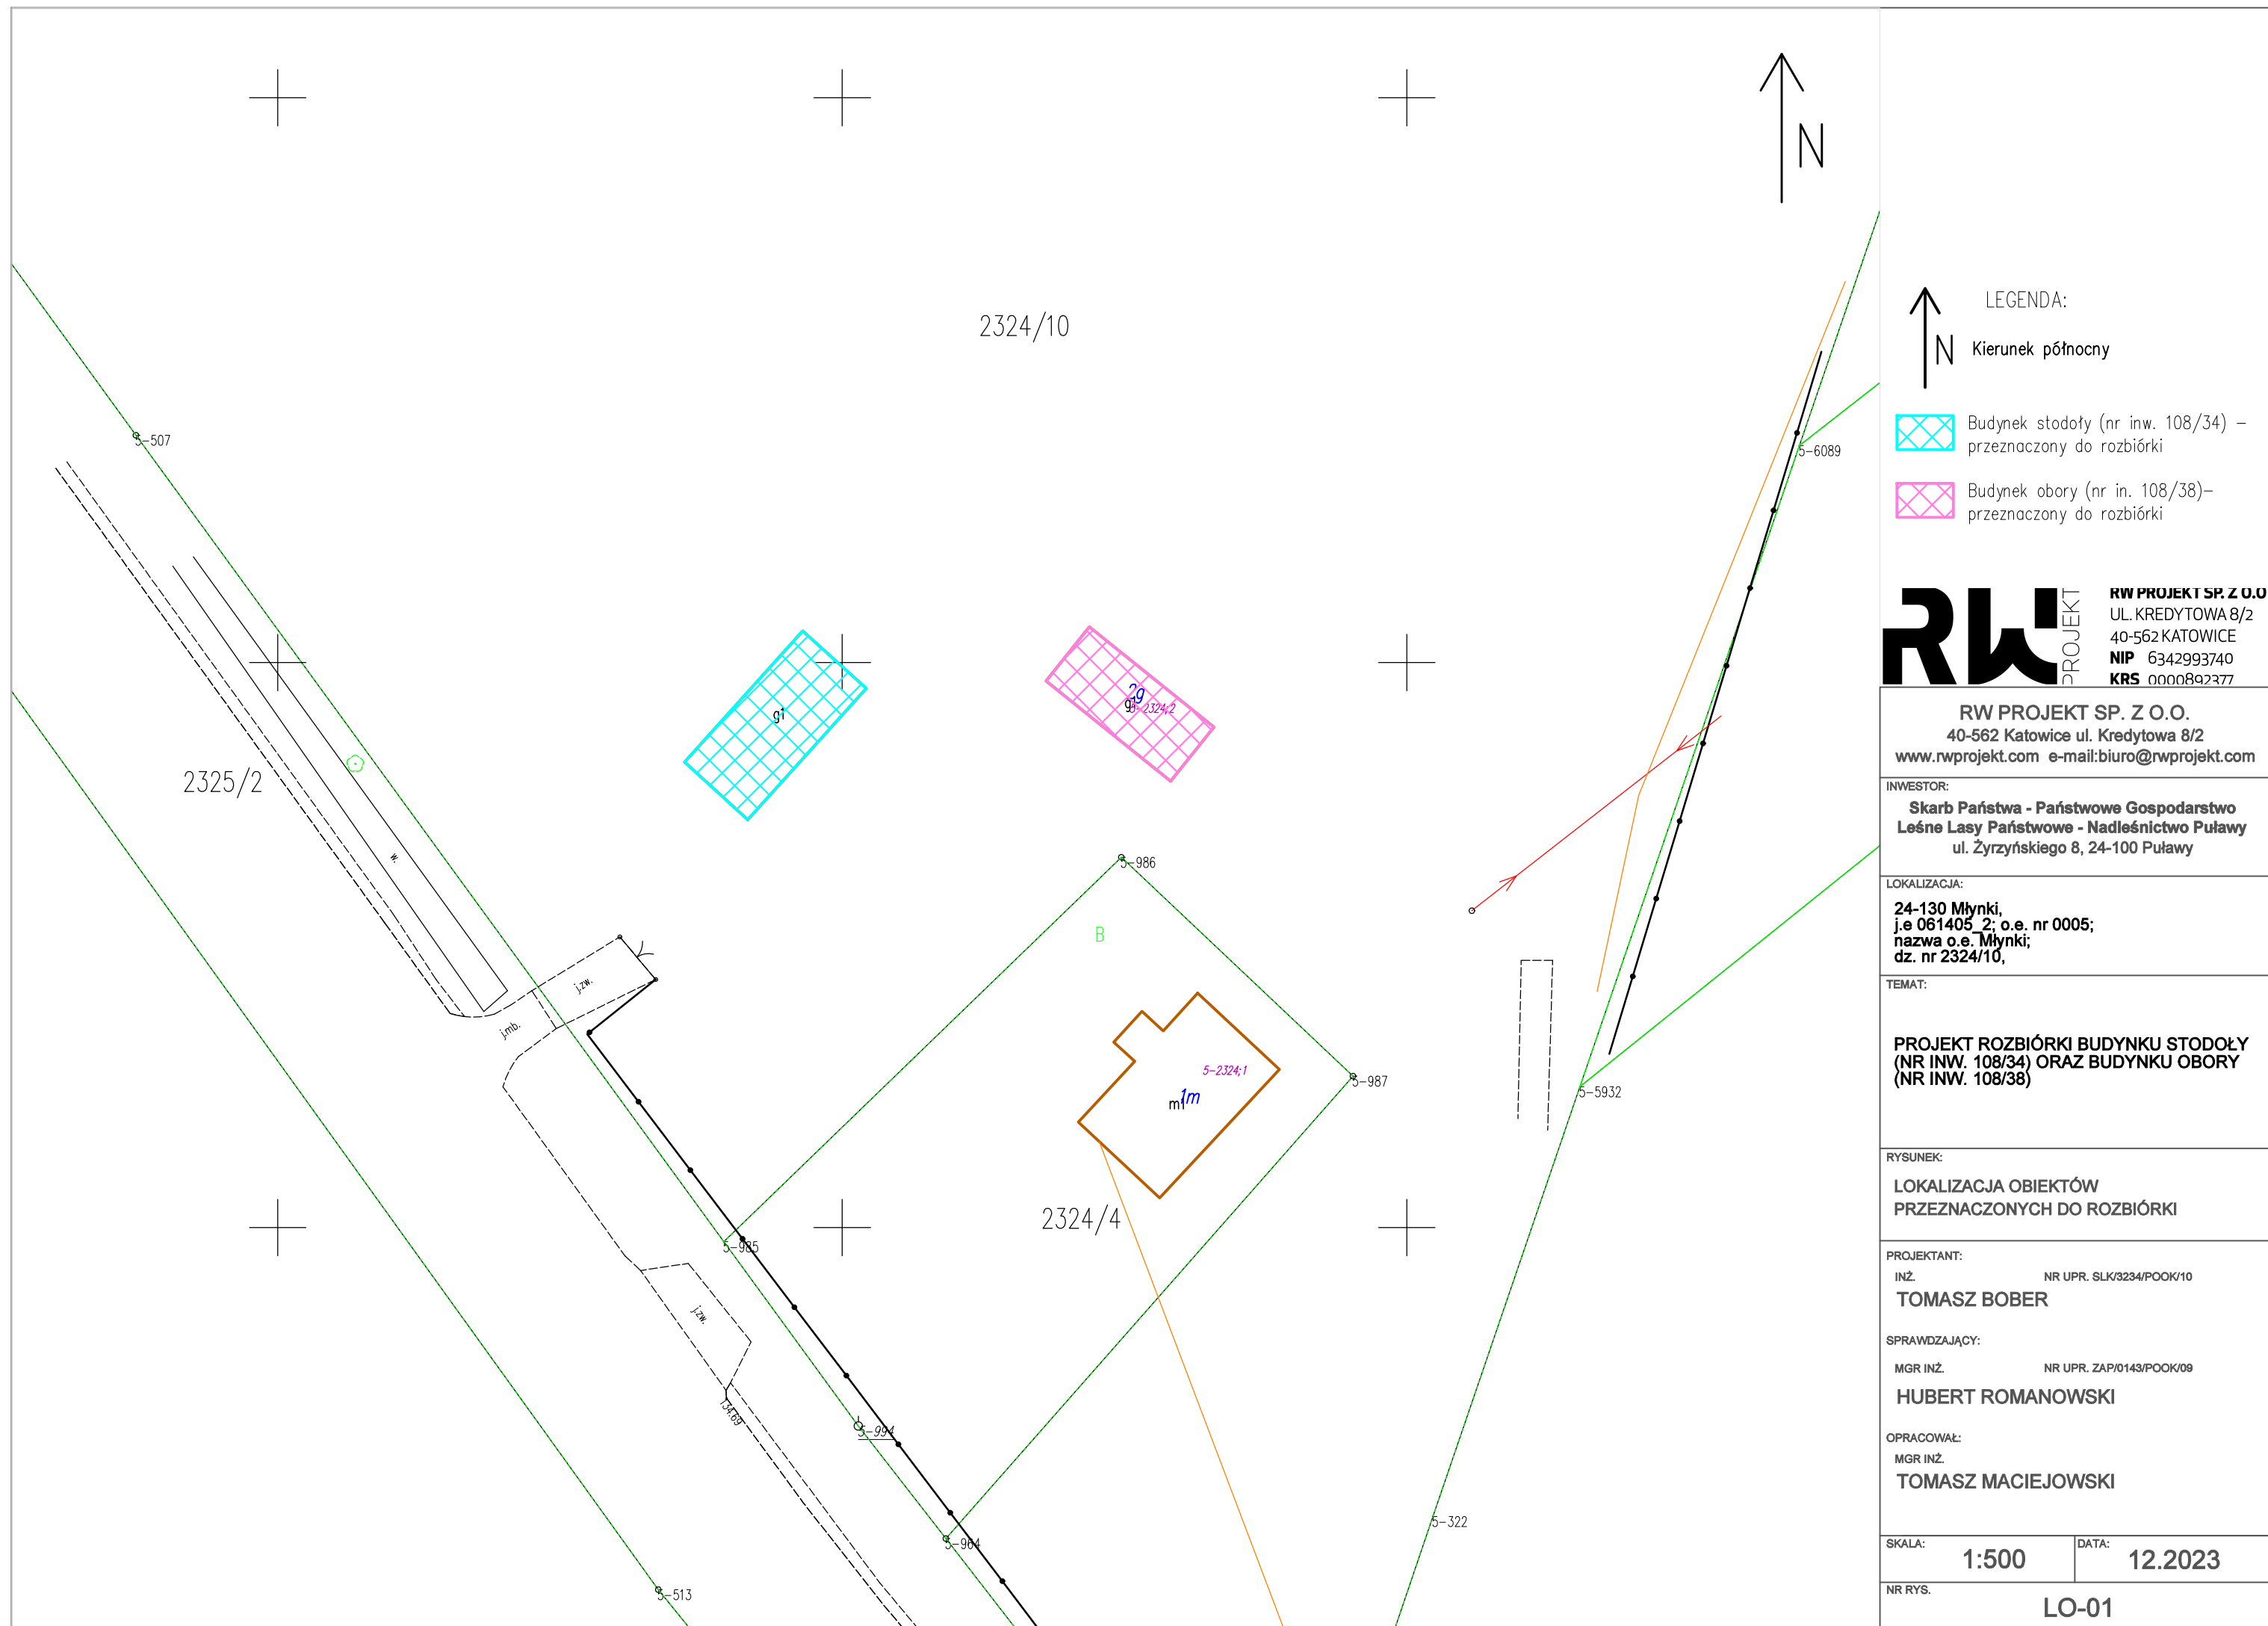 N
2324/10
5-507
5-6089
g1
2g
g1
5-2324;2
2325/2
w.
5-986
B
j.zw.
j.mb.
5-2324;1
m1
1m
5-987
5-5932
2324/4
5-985
j.zw.
134.69
5-994
5-964
5-322
5-513
LEGENDA:
N Kierunek północny
Budynek stodoły (nr inw. 108/34) –
przeznaczony do rozbiórki
Budynek obory (nr in. 108/38)–
przeznaczony do rozbiórki
RW PROJEKT
RW PROJEKT SP. Z O.O
UL. KREDYTOWA 8/2
40-562 KATOWICE
NIP 6342993740
KRS 0000892377
RW PROJEKT SP. Z O.O.
40-562 Katowice ul. Kredytowa 8/2
www.rwprojekt.com e-mail:biuro@rwprojekt.com
INWESTOR:
Skarb Państwa - Państwowe Gospodarstwo
Leśne Lasy Państwowe - Nadleśnictwo Puławy
ul. Żyrzyńskiego 8, 24-100 Puławy
LOKALIZACJA:
24-130 Młynki,
j.e 061405_2; o.e. nr 0005;
nazwa o.e. Młynki;
dz. nr 2324/10,
TEMAT:
PROJEKT ROZBIÓRKI BUDYNKU STODOŁY
(NR INW. 108/34) ORAZ BUDYNKU OBORY
(NR INW. 108/38)
RYSUNEK:
LOKALIZACJA OBIEKTÓW
PRZEZNACZONYCH DO ROZBIÓRKI
PROJEKTANT:
INŻ. NR UPR. SLK/3234/POOK/10
TOMASZ BOBER
SPRAWDZAJĄCY:
MGR INŻ. NR UPR. ZAP/0143/POOK/09
HUBERT ROMANOWSKI
OPRACOWAŁ:
MGR INŻ.
TOMASZ MACIEJOWSKI
SKALA: DATA:
1:500 12.2023
NR RYS.
LO-01